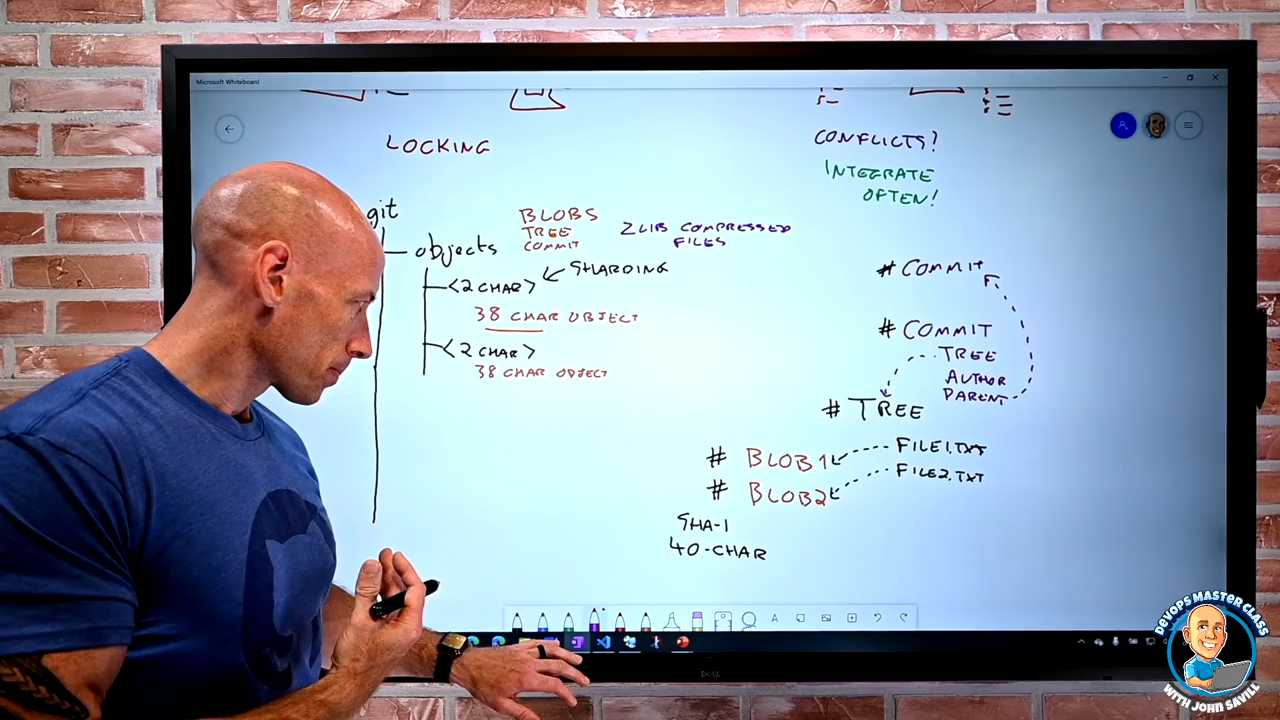 Microsoft Whiteboard
LOCKING
CONFLICTS?
INTEGRATE
OFTEN!
git
objects
BLOBS
TREE
COMMIT
ZLIB COMPRESSED
FILES
<2 CHAR>
SHARDING
38 CHAR OBJECT
<2 CHAR>
38 CHAR OBJECT
# COMMIT
# COMMIT
TREE
AUTHOR
PARENT
# TREE
# BLOB1
FILE1.TXT
# BLOB2
FILE2.TXT
SHA-1
40-CHAR
DELL
DEVOPS MASTER CLASS
WITH JOHN SAVILL